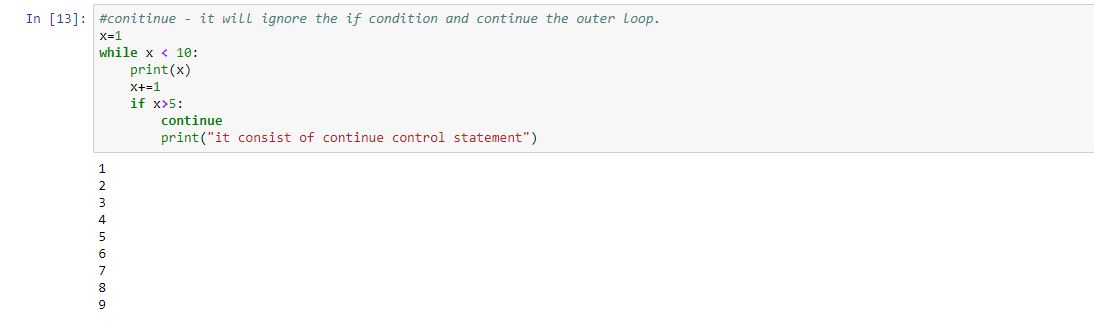 In [13]: #conitinue - it will ignore the if condition and continue the outer loop.
x=1
while x < 10:
    print(x)
    x+=1
    if x>5:
        continue
        print("it consist of continue control statement")
1
2
3
4
5
6
7
8
9